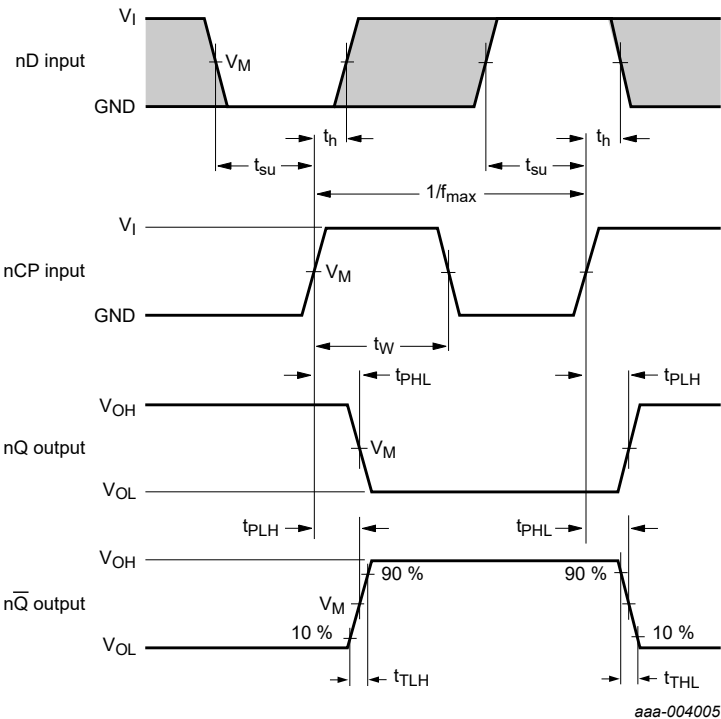 V_I
nD input
V_M
GND
t_h
t_h
t_su
t_su
1/f_max
V_I
nCP input
V_M
GND
t_W
t_PHL
t_PLH
V_OH
nQ output
V_M
V_OL
t_PLH
t_PHL
V_OH
90 %
90 %
nQ̅ output
V_M
10 %
10 %
V_OL
t_TLH
t_THL
aaa-004005